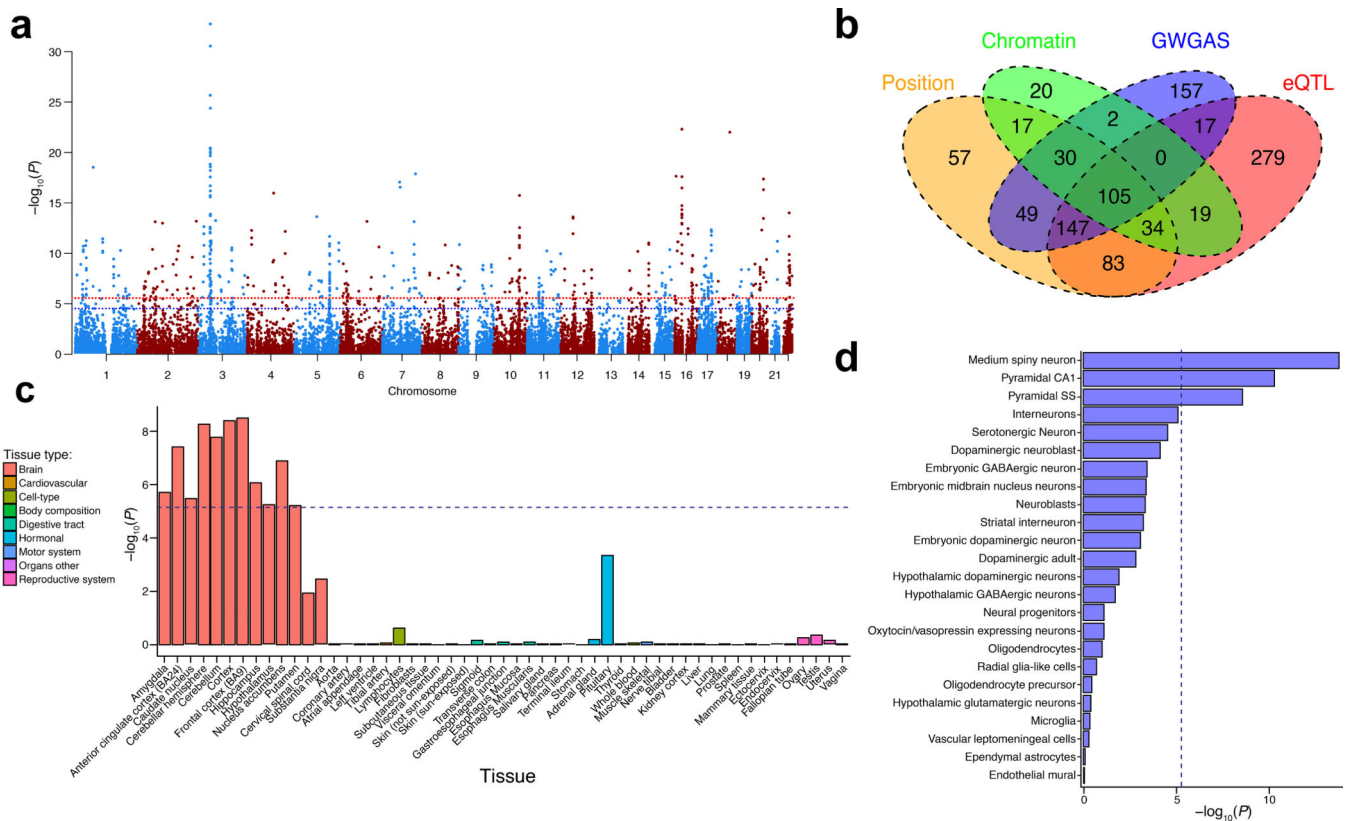 a
30
25
20
15
10
5
0
−log10(P)
1 2 3 4 5 6 7 8 9 10 11 12 13 14 15 16 17 19 21
Chromosome
b
Chromatin
GWGAS
Position
eQTL
20
157
17
2
17
57
30
0
279
105
49
19
147
34
83
c
Tissue type:
Brain
Cardiovascular
Cell-type
Body composition
Digestive tract
Hormonal
Motor system
Organs other
Reproductive system
8
6
4
2
0
−log10(P)
Amygdala
Anterior cingulate cortex (BA24)
Caudate nucleus
Cerebellar hemisphere
Cerebellum
Cortex
Frontal cortex (BA9)
Hippocampus
Hypothalamus
Nucleus accumbens
Putamen
Cervical spinal cord
Substantia nigra
Aorta
Coronary artery
Atrial appendage
Left ventricle
Tibial artery
Lymphocytes
Fibroblasts
Subcutaneous tissue
Visceral omentum
Skin (not sun-exposed)
Skin (sun-exposed)
Sigmoid
Transverse colon
Gastroesophageal junction
Esophagus Mucosa
Esophagus Muscularis
Salivary gland
Pancreas
Terminal ileum
Stomach
Adrenal gland
Pituitary
Thyroid
Whole blood
Muscle skeletal
Nerve tibial
Bladder
Kidney cortex
Liver
Lung
Prostate
Spleen
Mammary tissue
Ectocervix
Endocervix
Fallopian tube
Ovary
Testis
Uterus
Vagina
Tissue
d
Medium spiny neuron
Pyramidal CA1
Pyramidal SS
Interneurons
Serotonergic Neuron
Dopaminergic neuroblast
Embryonic GABAergic neuron
Embryonic midbrain nucleus neurons
Neuroblasts
Striatal interneuron
Embryonic dopaminergic neuron
Dopaminergic adult
Hypothalamic dopaminergic neurons
Hypothalamic GABAergic neurons
Neural progenitors
Oxytocin/vasopressin expressing neurons
Oligodendrocytes
Radial glia-like cells
Oligodendrocyte precursor
Hypothalamic glutamatergic neurons
Microglia
Vascular leptomeningeal cells
Ependymal astrocytes
Endothelial mural
0 5 10
−log10(P)